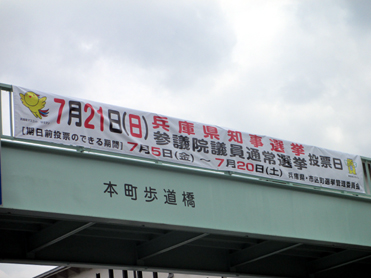 7月21日(日) 兵庫県知事選挙
参議院議員通常選挙 投票日
[期日前投票のできる期間] 7月5日(金)～7月20日(土) 兵庫県・市区町選挙管理委員会
本町歩道橋